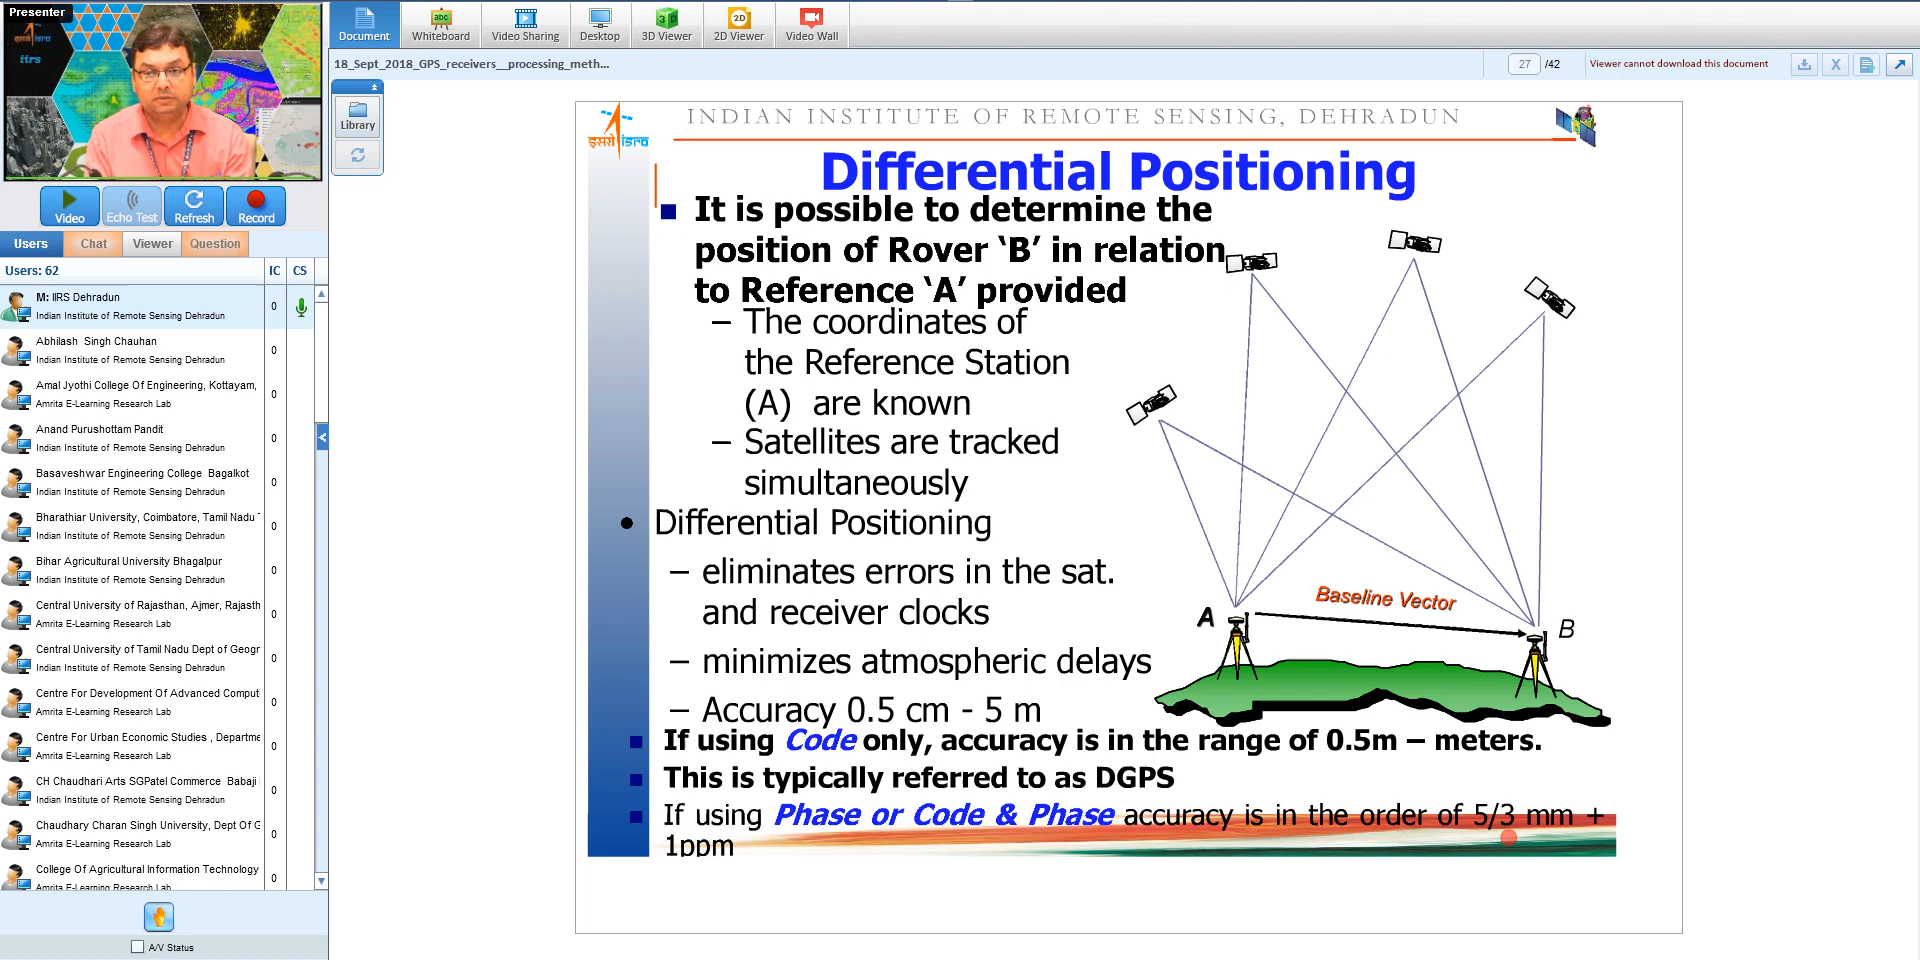 Presenter
इसरो isro
iirs
Video
Echo Test
Refresh
Record
Users
Chat
Viewer
Question
Users: 62
IC
CS
M: IIRS Dehradun
Indian Institute of Remote Sensing Dehradun
0
Abhilash Singh Chauhan
Indian Institute of Remote Sensing Dehradun
0
Amal Jyothi College Of Engineering, Kottayam,
Amrita E-Learning Research Lab
0
Anand Purushottam Pandit
Indian Institute of Remote Sensing Dehradun
0
Basaveshwar Engineering College Bagalkot
Indian Institute of Remote Sensing Dehradun
0
Bharathiar University, Coimbatore, Tamil Nadu
Indian Institute of Remote Sensing Dehradun
0
Bihar Agricultural University Bhagalpur
Indian Institute of Remote Sensing Dehradun
0
Central University of Rajasthan, Ajmer, Rajasth
Amrita E-Learning Research Lab
0
Central University of Tamil Nadu Dept of Geogr
Indian Institute of Remote Sensing Dehradun
0
Centre For Development Of Advanced Computi
Amrita E-Learning Research Lab
0
Centre For Urban Economic Studies , Departme
Amrita E-Learning Research Lab
0
CH Chaudhari Arts SGPatel Commerce Babaji
Indian Institute of Remote Sensing Dehradun
0
Chaudhary Charan Singh University, Dept Of G
Amrita E-Learning Research Lab
0
College Of Agricultural Information Technology
Amrita E-Learning Research Lab
0
A/V Status
Document
Whiteboard
Video Sharing
Desktop
3D Viewer
2D Viewer
Video Wall
abc
3D
2D
18_Sept_2018_GPS_receivers__processing_meth...
27 /42
Viewer cannot download this document
X
Library
इसरो isro
INDIAN INSTITUTE OF REMOTE SENSING, DEHRADUN
Differential Positioning
It is possible to determine the
position of Rover ‘B’ in relation
to Reference ‘A’ provided
– The coordinates of
the Reference Station
(A) are known
– Satellites are tracked
simultaneously
• Differential Positioning
– eliminates errors in the sat.
and receiver clocks
– minimizes atmospheric delays
– Accuracy 0.5 cm - 5 m
If using Code only, accuracy is in the range of 0.5m – meters.
This is typically referred to as DGPS
If using Phase or Code & Phase accuracy is in the order of 5/3 mm +
1ppm
Baseline Vector
A
B